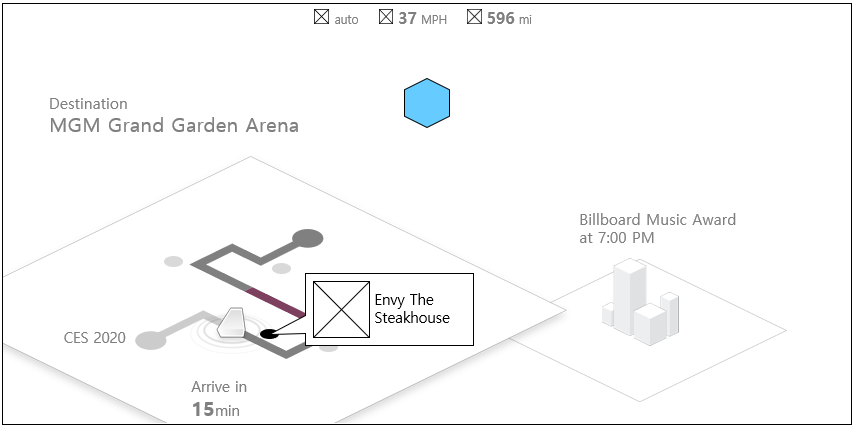 auto 37 MPH 596 mi
Destination
MGM Grand Garden Arena
Billboard Music Award
at 7:00 PM
Envy The
Steakhouse
CES 2020
Arrive in
15min